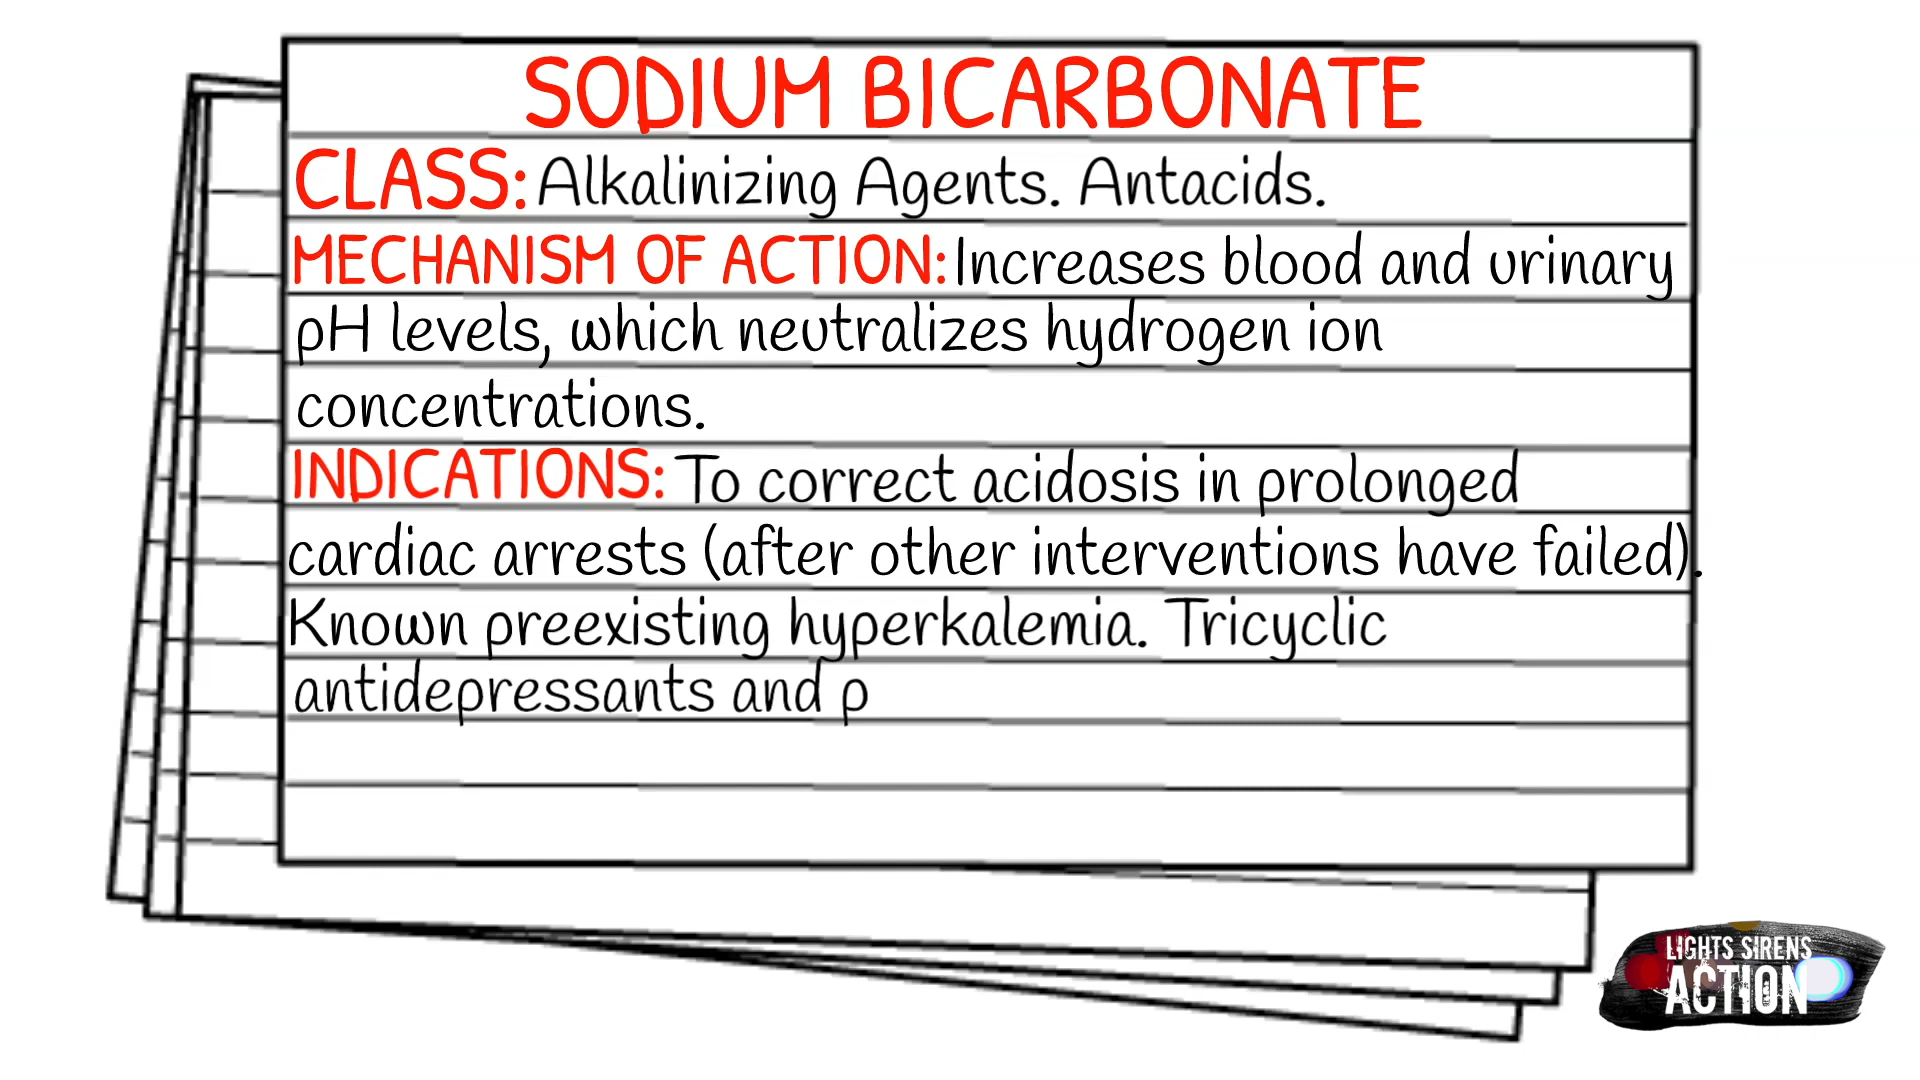 SODIUM BICARBONATE
CLASS: Alkalinizing Agents. Antacids.
MECHANISM OF ACTION: Increases blood and urinary
pH levels, which neutralizes hydrogen ion
concentrations.
INDICATIONS: To correct acidosis in prolonged
cardiac arrests (after other interventions have failed).
Known preexisting hyperkalemia. Tricyclic
antidepressants and p
LIGHTS SIRENS
ACTION